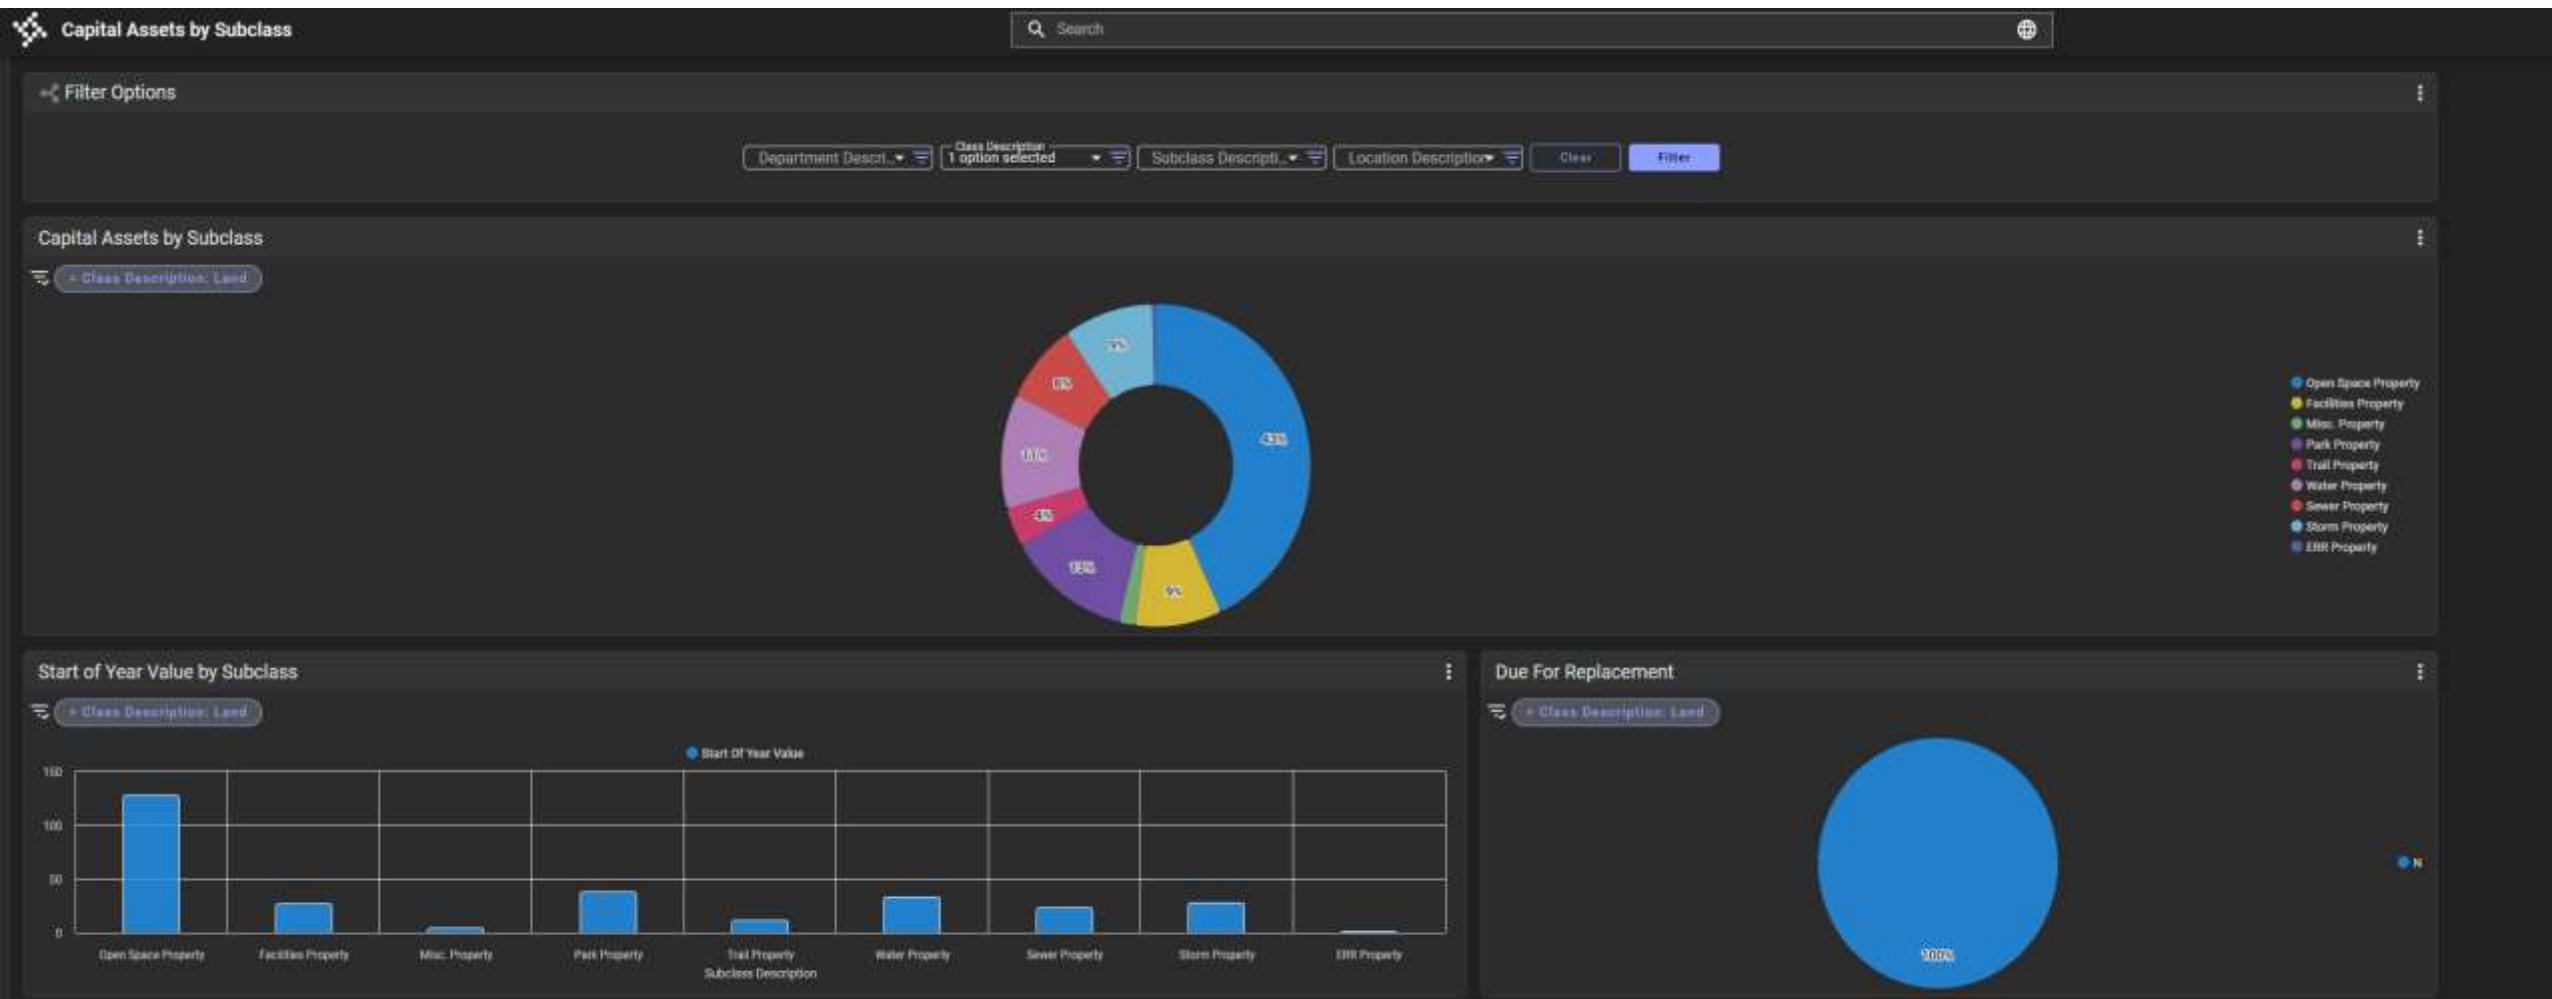 Capital Assets by Subclass
Search
Filter Options
Department Descri...
Class Description
1 option selected
Subclass Descripti...
Location Description
Clear
Filter
Capital Assets by Subclass
Class Description: Land
9%
8%
43%
11%
4%
9%
Open Space Property
Facilities Property
Misc. Property
Park Property
Trail Property
Water Property
Sewer Property
Storm Property
ERR Property
Start of Year Value by Subclass
Class Description: Land
Start Of Year Value
150
100
50
0
Open Space Property
Facilities Property
Misc. Property
Park Property
Trail Property
Water Property
Sewer Property
Storm Property
ERR Property
Subclass Description
Due For Replacement
Class Description: Land
N
100%